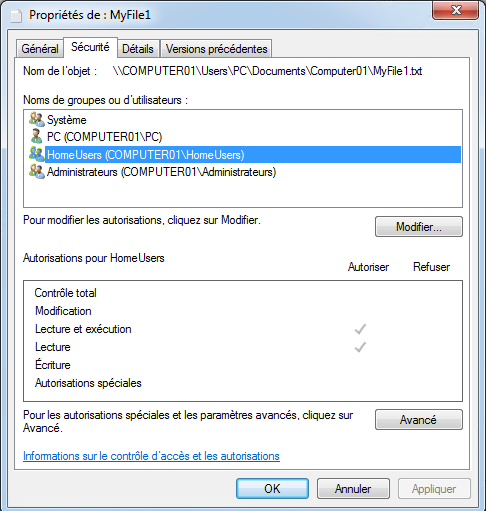 Propriétés de : MyFile1
Général Sécurité Détails Versions précédentes
Nom de l'objet : \\COMPUTER01\Users\PC\Documents\Computer01\MyFile1.txt
Noms de groupes ou d'utilisateurs :
Système
PC (COMPUTER01\PC)
HomeUsers (COMPUTER01\HomeUsers)
Administrateurs (COMPUTER01\Administrateurs)
Pour modifier les autorisations, cliquez sur Modifier.
Modifier...
Autorisations pour HomeUsers
Autoriser Refuser
Contrôle total
Modification
Lecture et exécution
Lecture
Écriture
Autorisations spéciales
Pour les autorisations spéciales et les paramètres avancés, cliquez sur
Avancé.
Avancé
Informations sur le contrôle d'accès et les autorisations
OK Annuler Appliquer